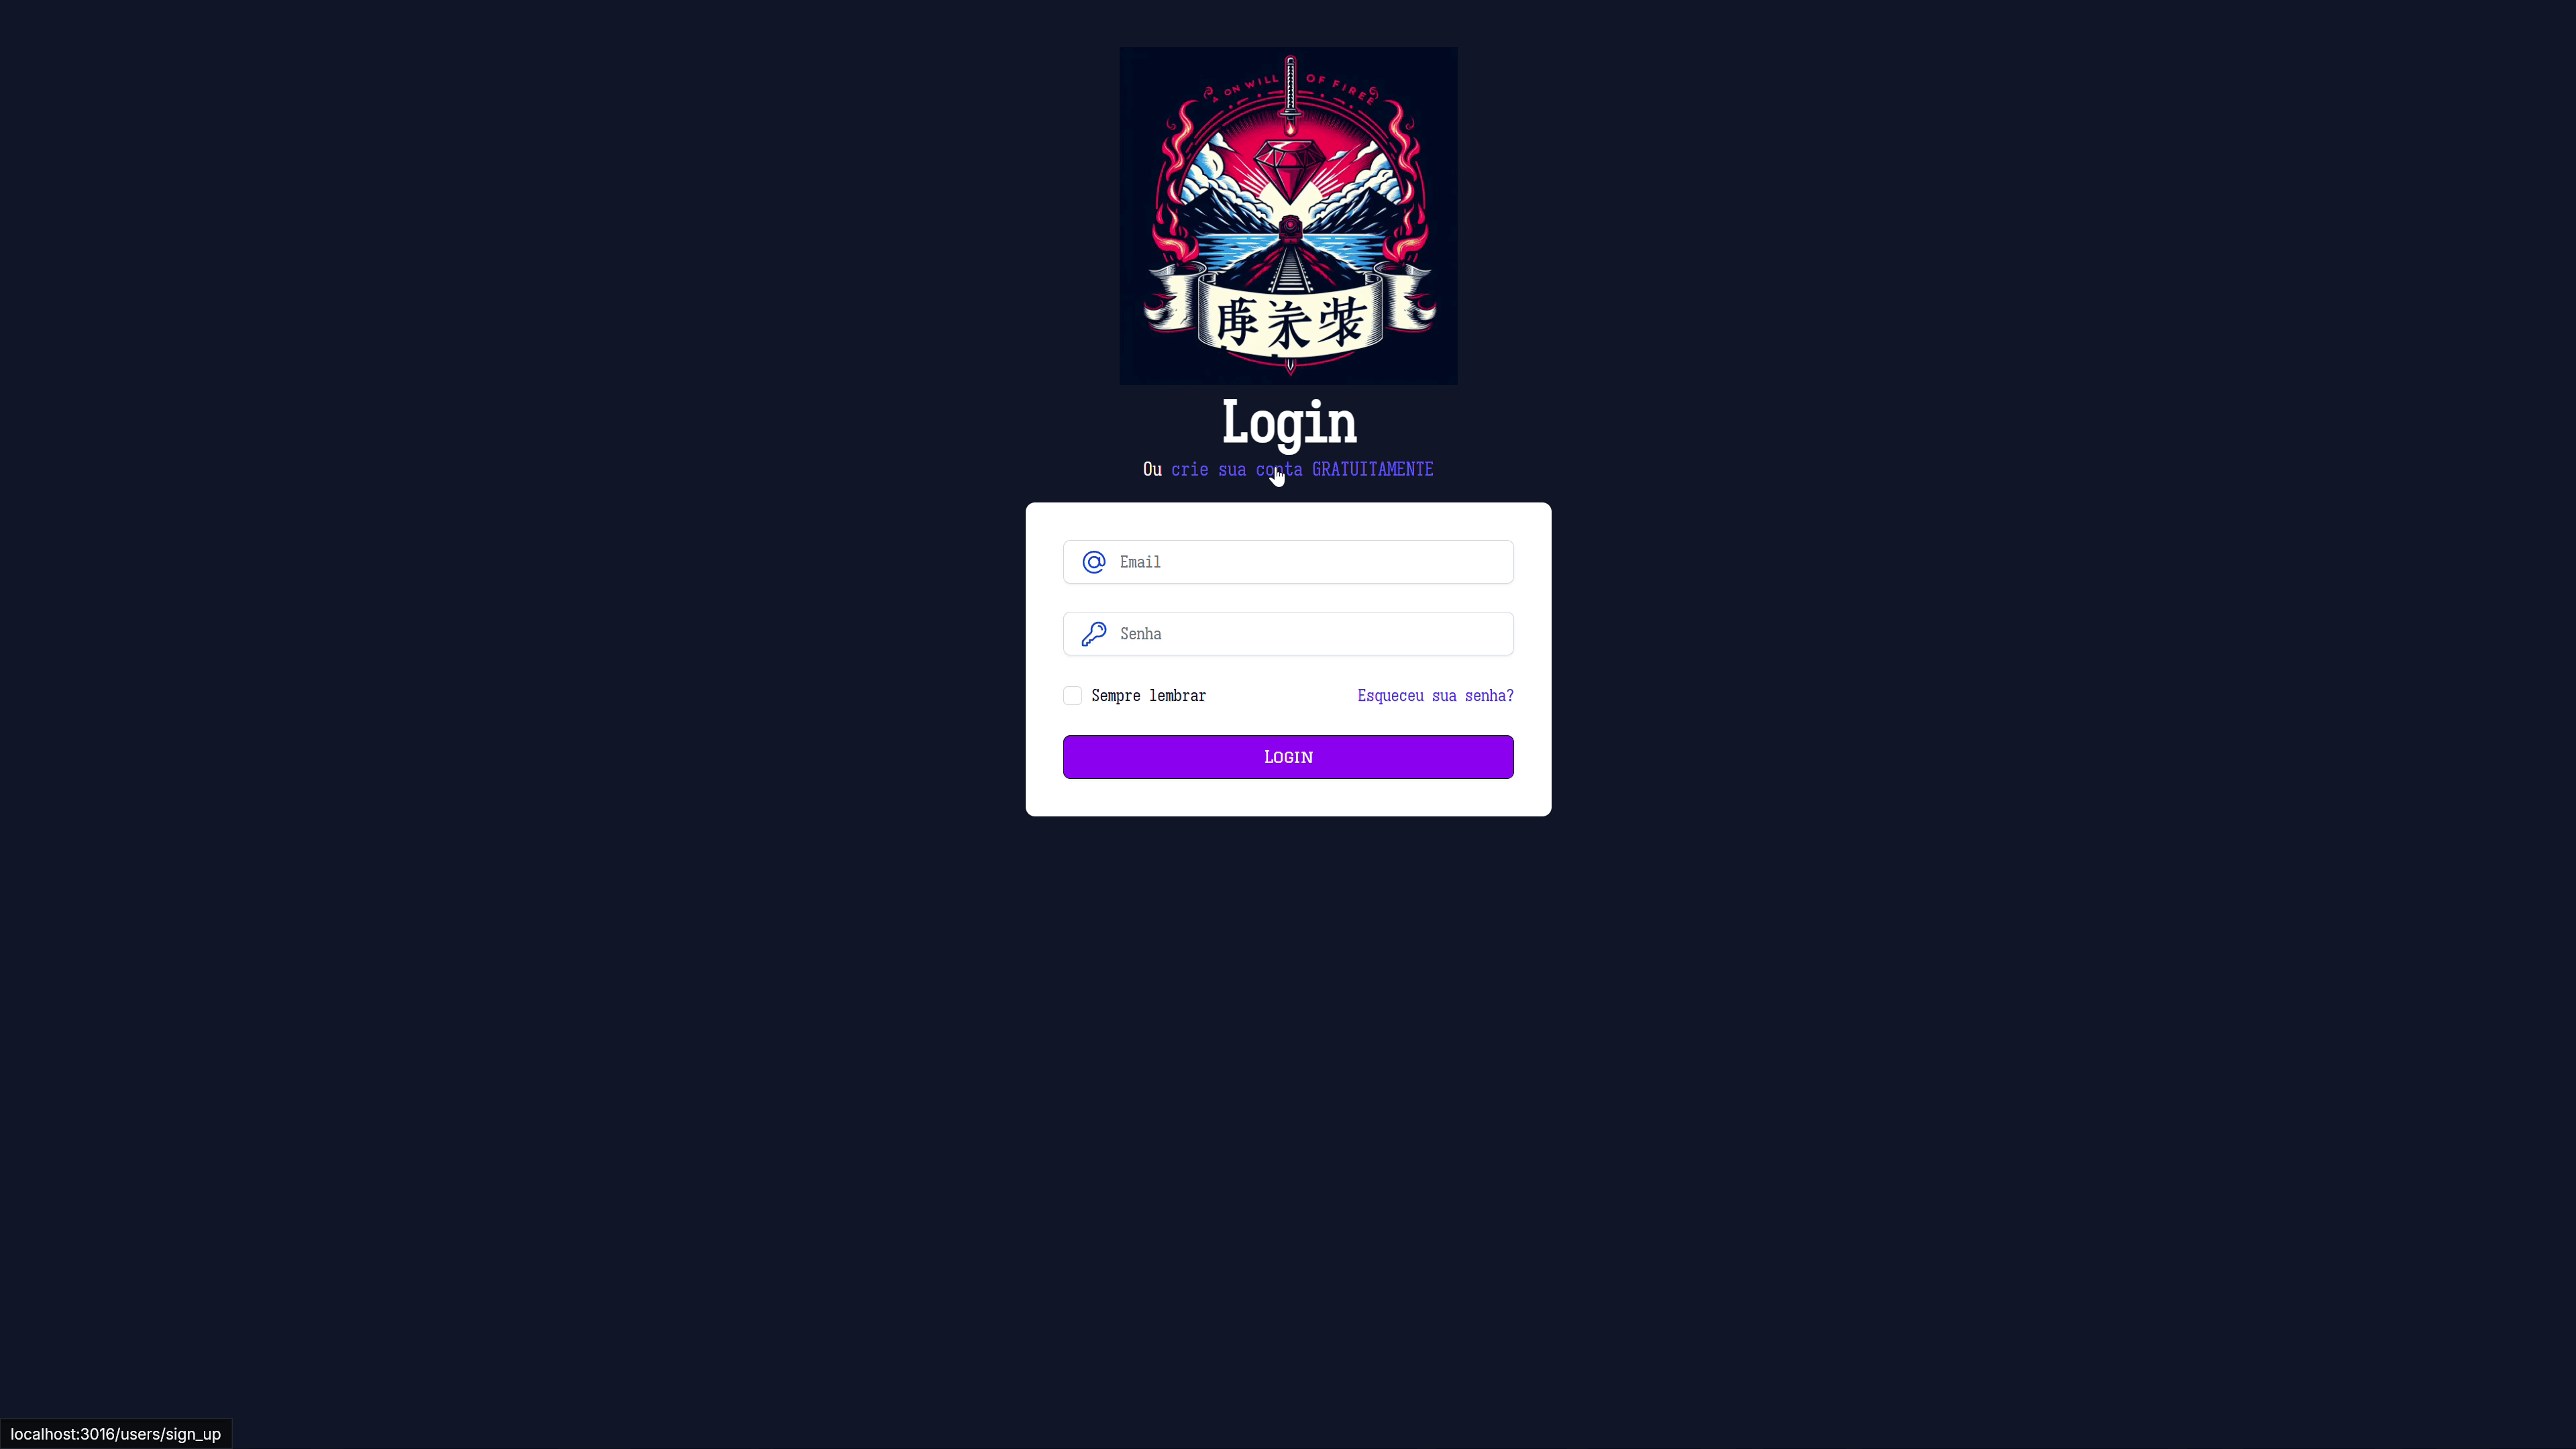 A ON WILL OF FIREE
Login
Ou crie sua conta GRATUITAMENTE
Email
Senha
Sempre lembrar
Esqueceu sua senha?
Login
localhost:3016/users/sign_up